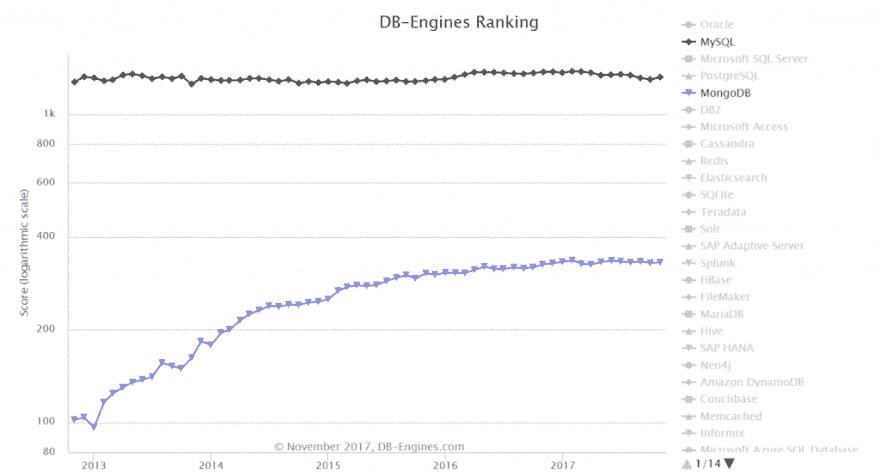 DB-Engines Ranking
Score (logarithmic scale)
1k
800
600
400
200
100
80
2013
2014
2015
2016
2017
© November 2017, DB-Engines.com
Oracle
MySQL
Microsoft SQL Server
PostgreSQL
MongoDB
DB2
Microsoft Access
Cassandra
Redis
Elasticsearch
SQLite
Teradata
Solr
SAP Adaptive Server
Splunk
HBase
FileMaker
MariaDB
Hive
SAP HANA
Neo4j
Amazon DynamoDB
Couchbase
Memcached
Informix
Microsoft Azure SQL Database
1/14